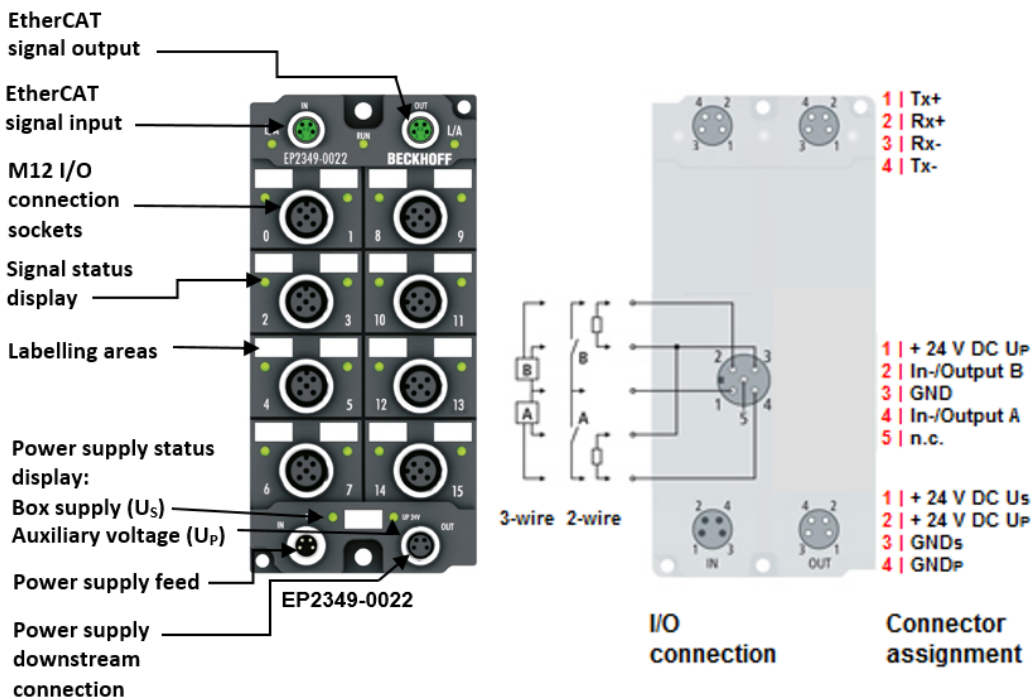 EtherCAT
signal output
EtherCAT
signal input
M12 I/O
connection
sockets
Signal status
display
Labelling areas
Power supply status
display:
Box supply (US)
Auxiliary voltage (UP)
Power supply feed
Power supply
downstream
connection
IN
OUT
L/A
RUN
L/A
EP2349-0022
BECKHOFF
0
1
8
9
2
3
10
11
4
5
12
13
6
7
14
15
IN
UP 24V
OUT
EP2349-0022
4 2
3 1
4 2
3 1
1 | Tx+
2 | Rx+
3 | Rx-
4 | Tx-
B
A
B
A
3-wire
2-wire
2
3
1
4
5
1 | + 24 V DC UP
2 | In-/Output B
3 | GND
4 | In-/Output A
5 | n.c.
2 4
1 3
IN
2 4
1 3
OUT
1 | + 24 V DC US
2 | + 24 V DC UP
3 | GNDS
4 | GNDP
I/O
connection
Connector
assignment